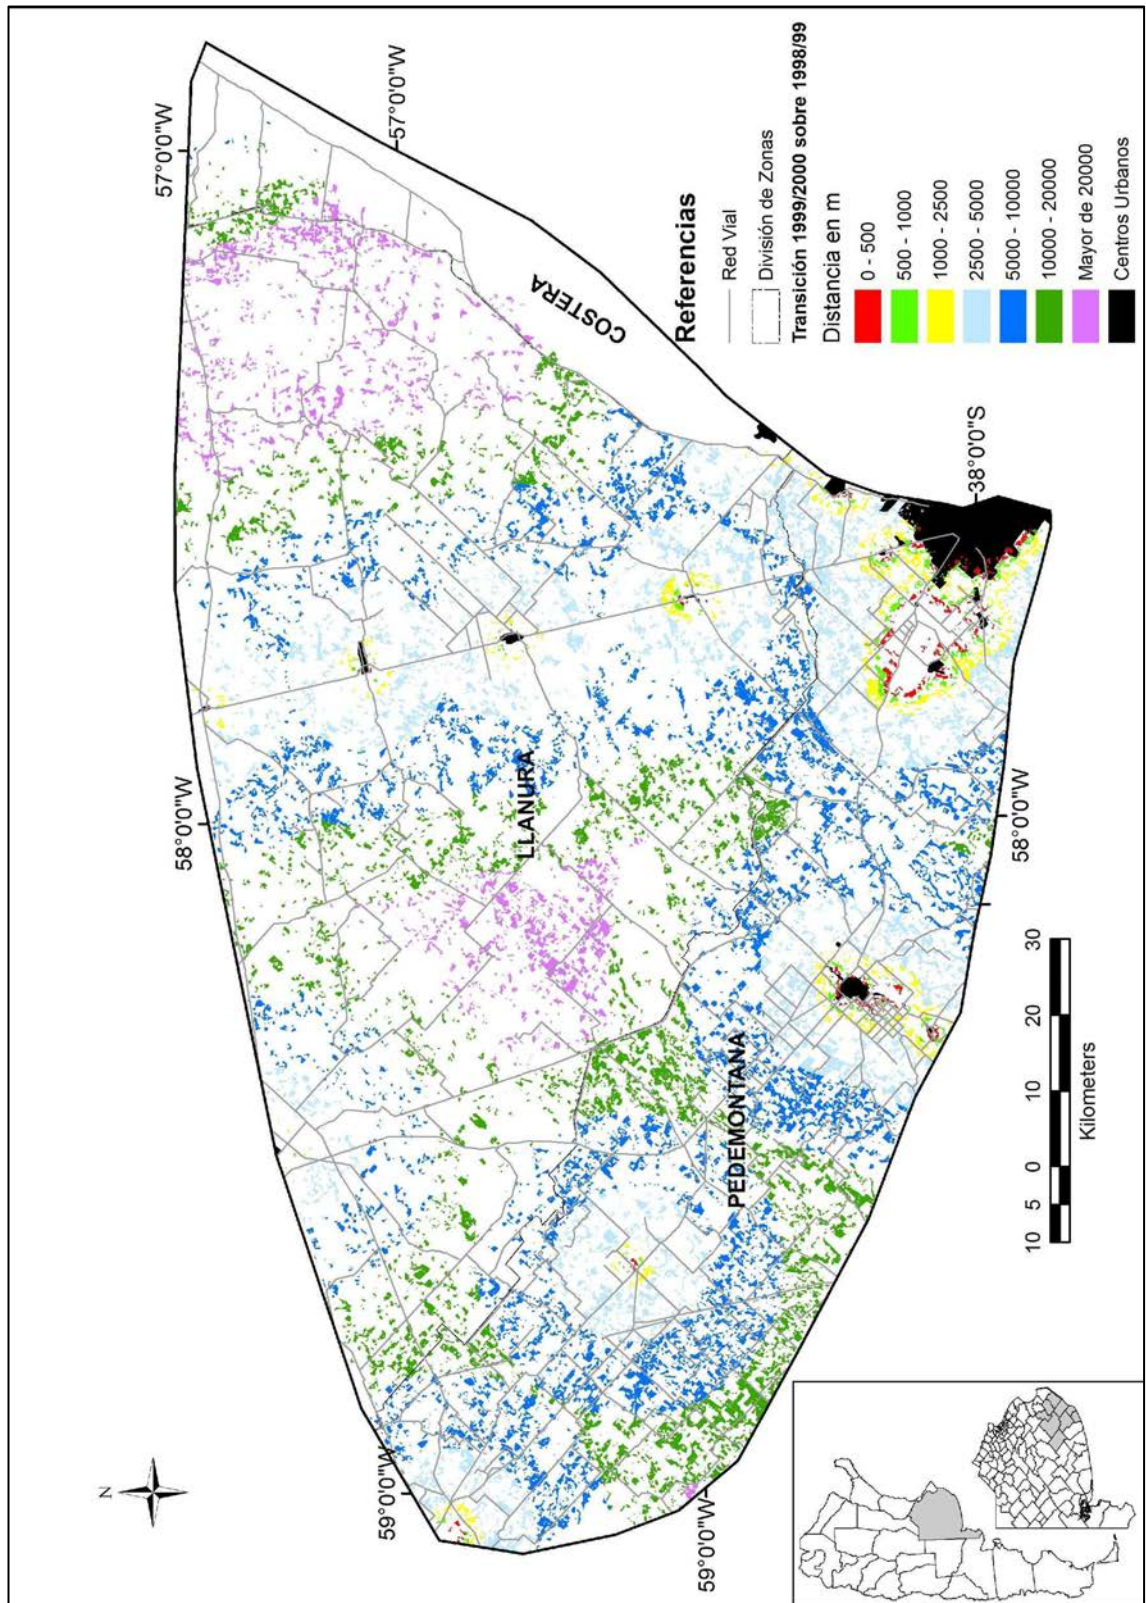 N
57°0'0"W
57°0'0"W
58°0'0"W
58°0'0"W
59°0'0"W
59°0'0"W
38°0'0"S
COSTERA
LLANURA
PEDEMONTANA
Referencias
Red Vial
División de Zonas
Transición 1999/2000 sobre 1998/99
Distancia en m
0 - 500
500 - 1000
1000 - 2500
2500 - 5000
5000 - 10000
10000 - 20000
Mayor de 20000
Centros Urbanos
10 5 0 10 20 30
Kilometers